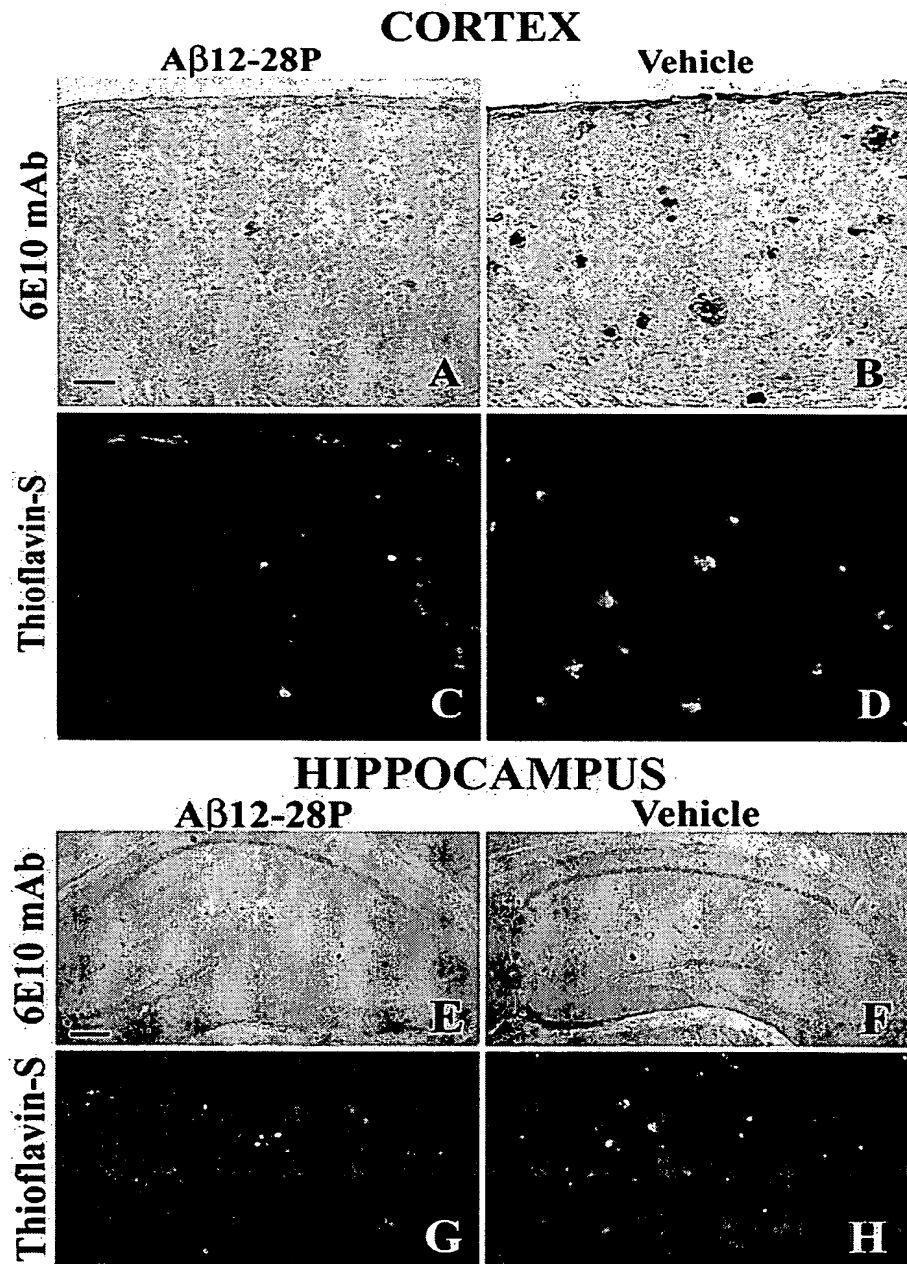 CORTEX
Aβ12-28P Vehicle
6E10 mAb
A B
Thioflavin-S
C D
HIPPOCAMPUS
Aβ12-28P Vehicle
6E10 mAb
E F
Thioflavin-S
G H